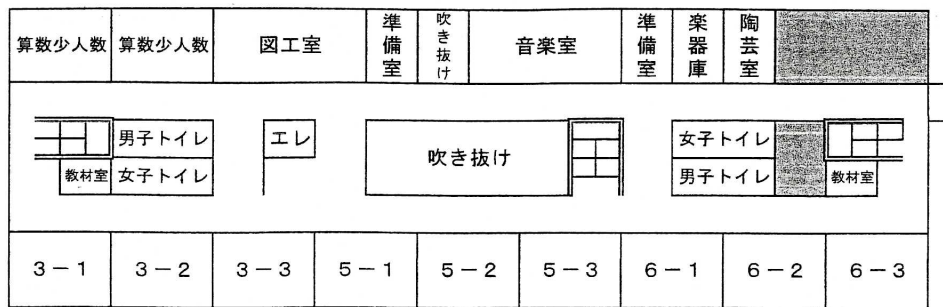 算数少人数 算数少人数 図工室 準備室 吹き抜け 音楽室 準備室 楽器庫 陶芸室
男子トイレ エレ 吹き抜け 女子トイレ
教材室 女子トイレ 男子トイレ 教材室
3－1 3－2 3－3 5－1 5－2 5－3 6－1 6－2 6－3